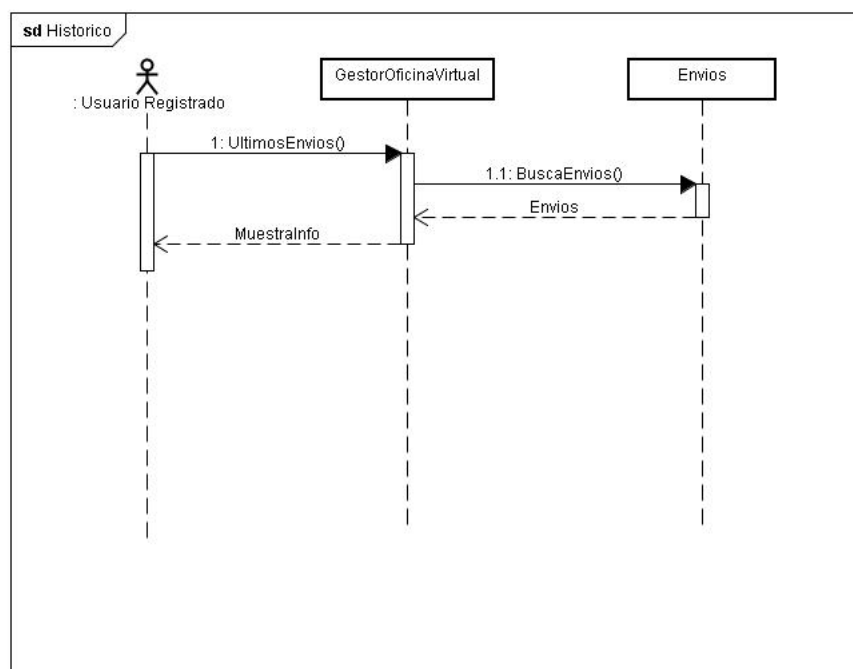 sd Historico
: Usuario Registrado
GestorOficinaVirtual
Envios
1: UltimosEnvios()
1.1: BuscaEnvios()
Envios
MuestraInfo